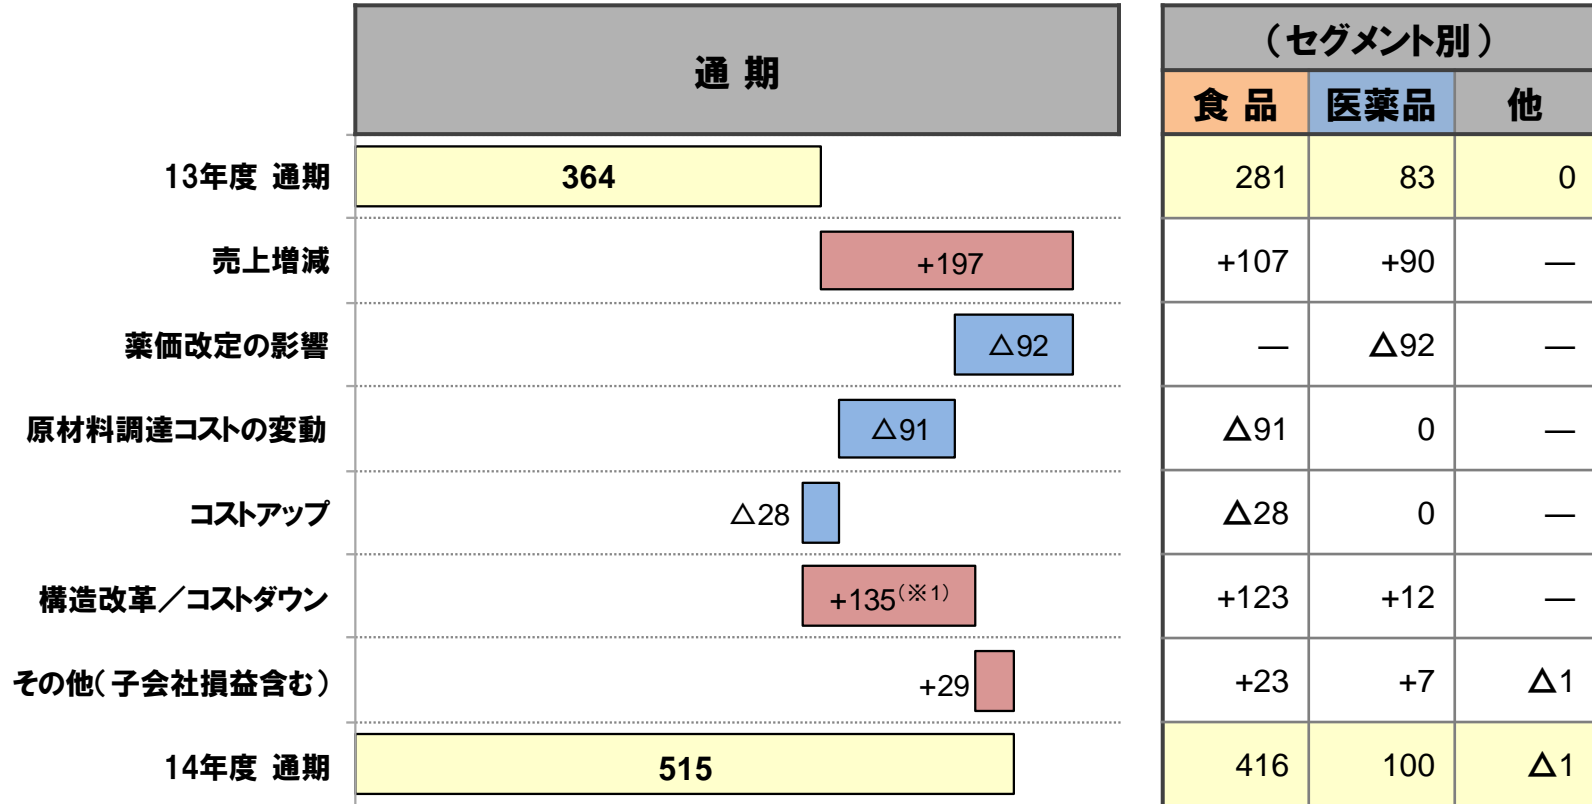 通 期
（セグメント別）
食 品 医薬品 他
13年度 通期 364 281 83 0
売上増減 +197 +107 +90 ―
薬価改定の影響 △92 ― △92 ―
原材料調達コストの変動 △91 △91 0 ―
コストアップ △28 △28 0 ―
構造改革／コストダウン +135(※1) +123 +12 ―
その他（子会社損益含む） +29 +23 +7 △1
14年度 通期 515 416 100 △1